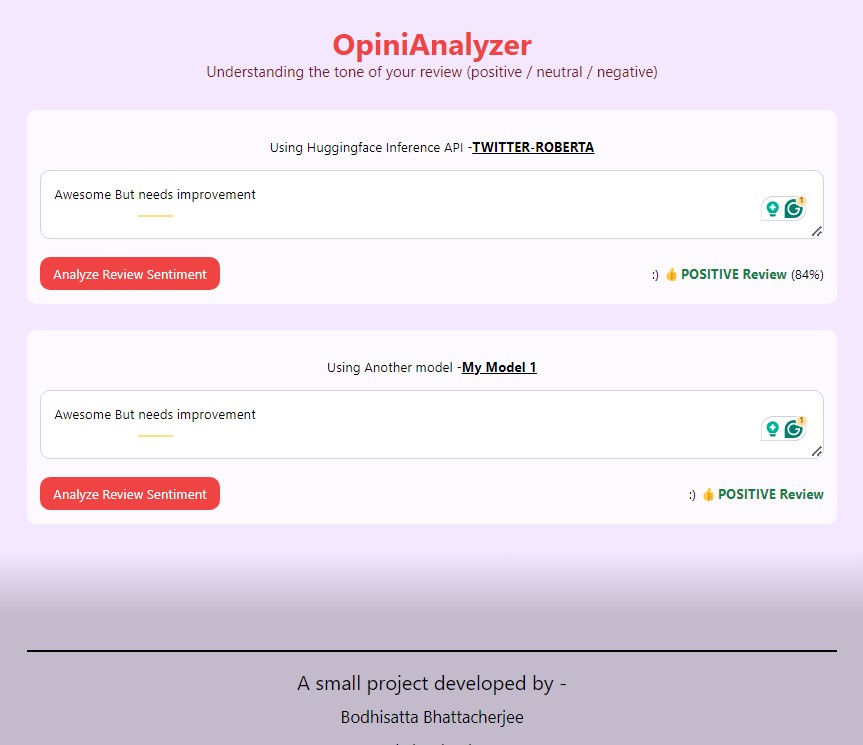 OpiniAnalyzer
Understanding the tone of your review (positive / neutral / negative)
Using Huggingface Inference API -TWITTER-ROBERTA
Awesome But needs improvement
1
Analyze Review Sentiment
:) 👍 POSITIVE Review (84%)
Using Another model -My Model 1
Awesome But needs improvement
1
Analyze Review Sentiment
:) 👍 POSITIVE Review
A small project developed by -
Bodhisatta Bhattacherjee